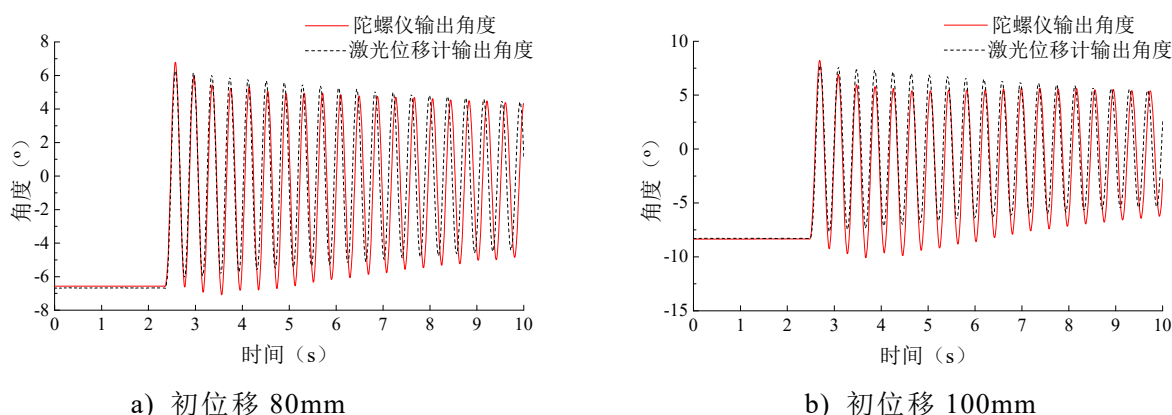 陀螺仪输出角度
激光位移计输出角度
8
6
4
2
0
-2
-4
-6
-8
角度（º）
0 1 2 3 4 5 6 7 8 9 10
时间（s）
a) 初位移 80mm
陀螺仪输出角度
激光位移计输出角度
10
5
0
-5
-10
-15
角度（º）
0 1 2 3 4 5 6 7 8 9 10
时间（s）
b) 初位移 100mm